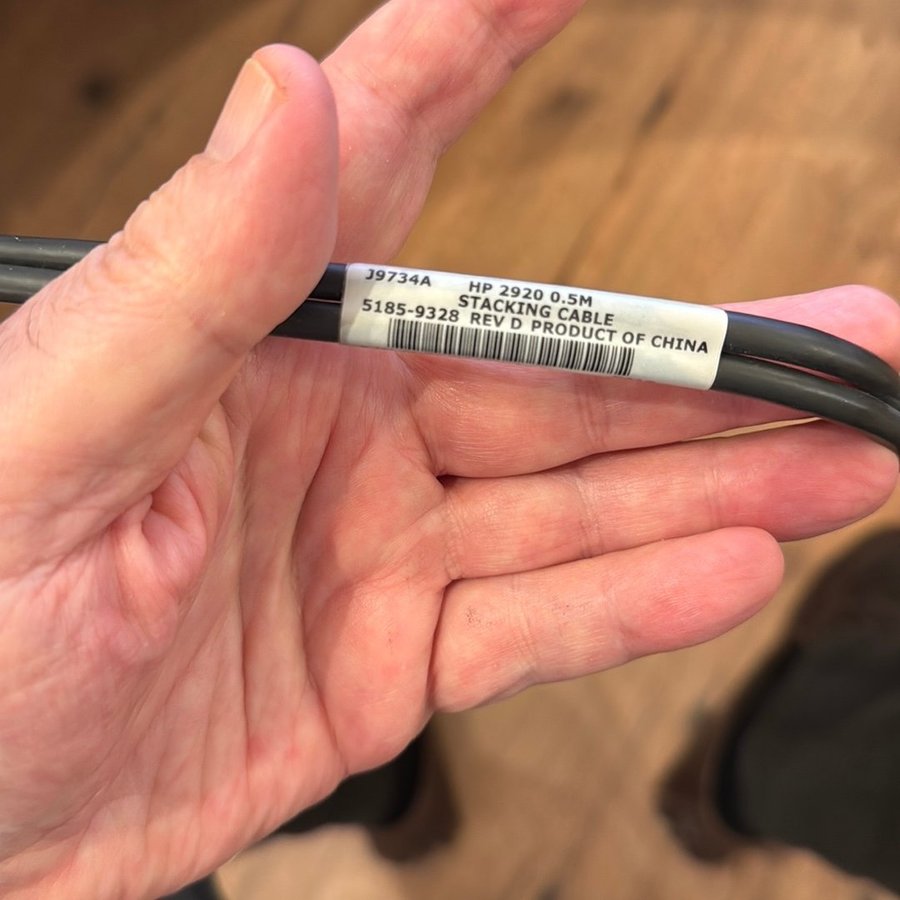 J9734A HP 2920 0.5M
STACKING CABLE
5185-9328 REV D PRODUCT OF CHINA